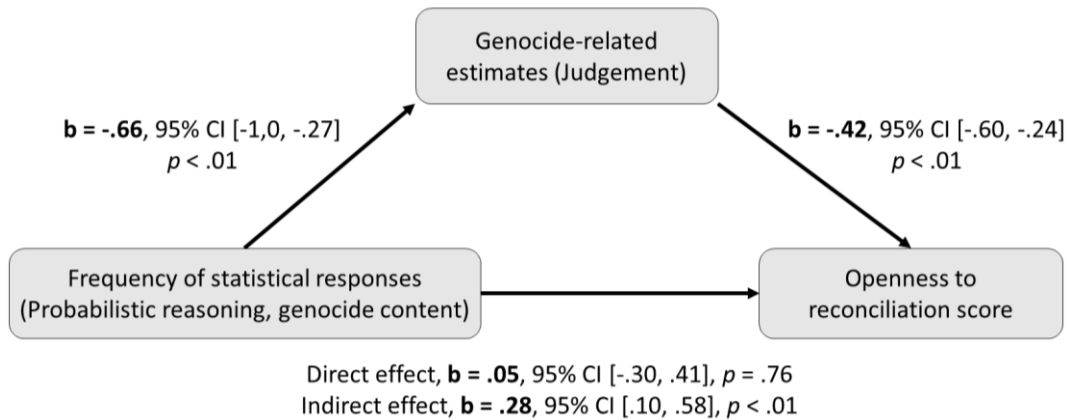 Genocide-related
estimates (Judgement)
b = -.66, 95% CI [-1,0, -.27]
p < .01
b = -.42, 95% CI [-.60, -.24]
p < .01
Frequency of statistical responses
(Probabilistic reasoning, genocide content)
Openness to
reconciliation score
Direct effect, b = .05, 95% CI [-.30, .41], p = .76
Indirect effect, b = .28, 95% CI [.10, .58], p < .01